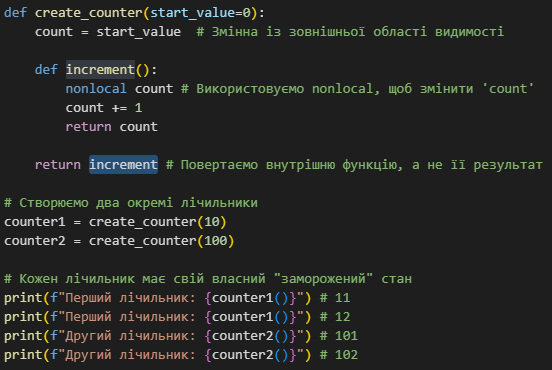 def create_counter(start_value=0):
    count = start_value  # Змінна із зовнішньої області видимості
    def increment():
        nonlocal count # Використовуємо nonlocal, щоб змінити 'count'
        count += 1
        return count
    return increment # Повертаємо внутрішню функцію, а не її результат
# Створюємо два окремі лічильники
counter1 = create_counter(10)
counter2 = create_counter(100)
# Кожен лічильник має свій власний "заморожений" стан
print(f"Перший лічильник: {counter1()}") # 11
print(f"Перший лічильник: {counter1()}") # 12
print(f"Другий лічильник: {counter2()}") # 101
print(f"Другий лічильник: {counter2()}") # 102